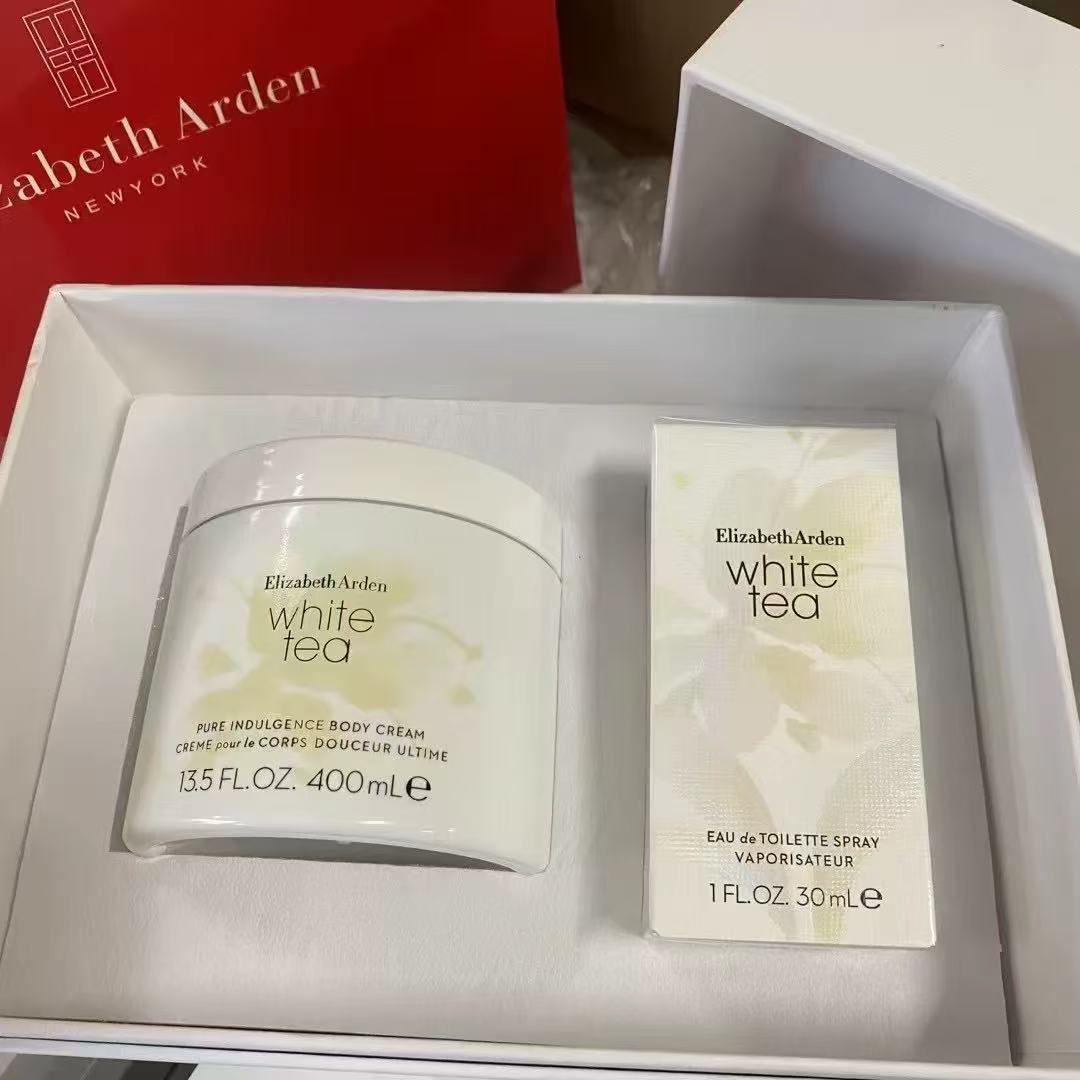 zabeth Arden
NEWYORK
ElizabethArden
white
tea
PURE INDULGENCE BODY CREAM
CRÈME pour le CORPS DOUCEUR ULTIME
13.5 FL.OZ. 400mL℮
ElizabethArden
white
tea
EAU de TOILETTE SPRAY
VAPORISATEUR
1 FL.OZ. 30mL℮